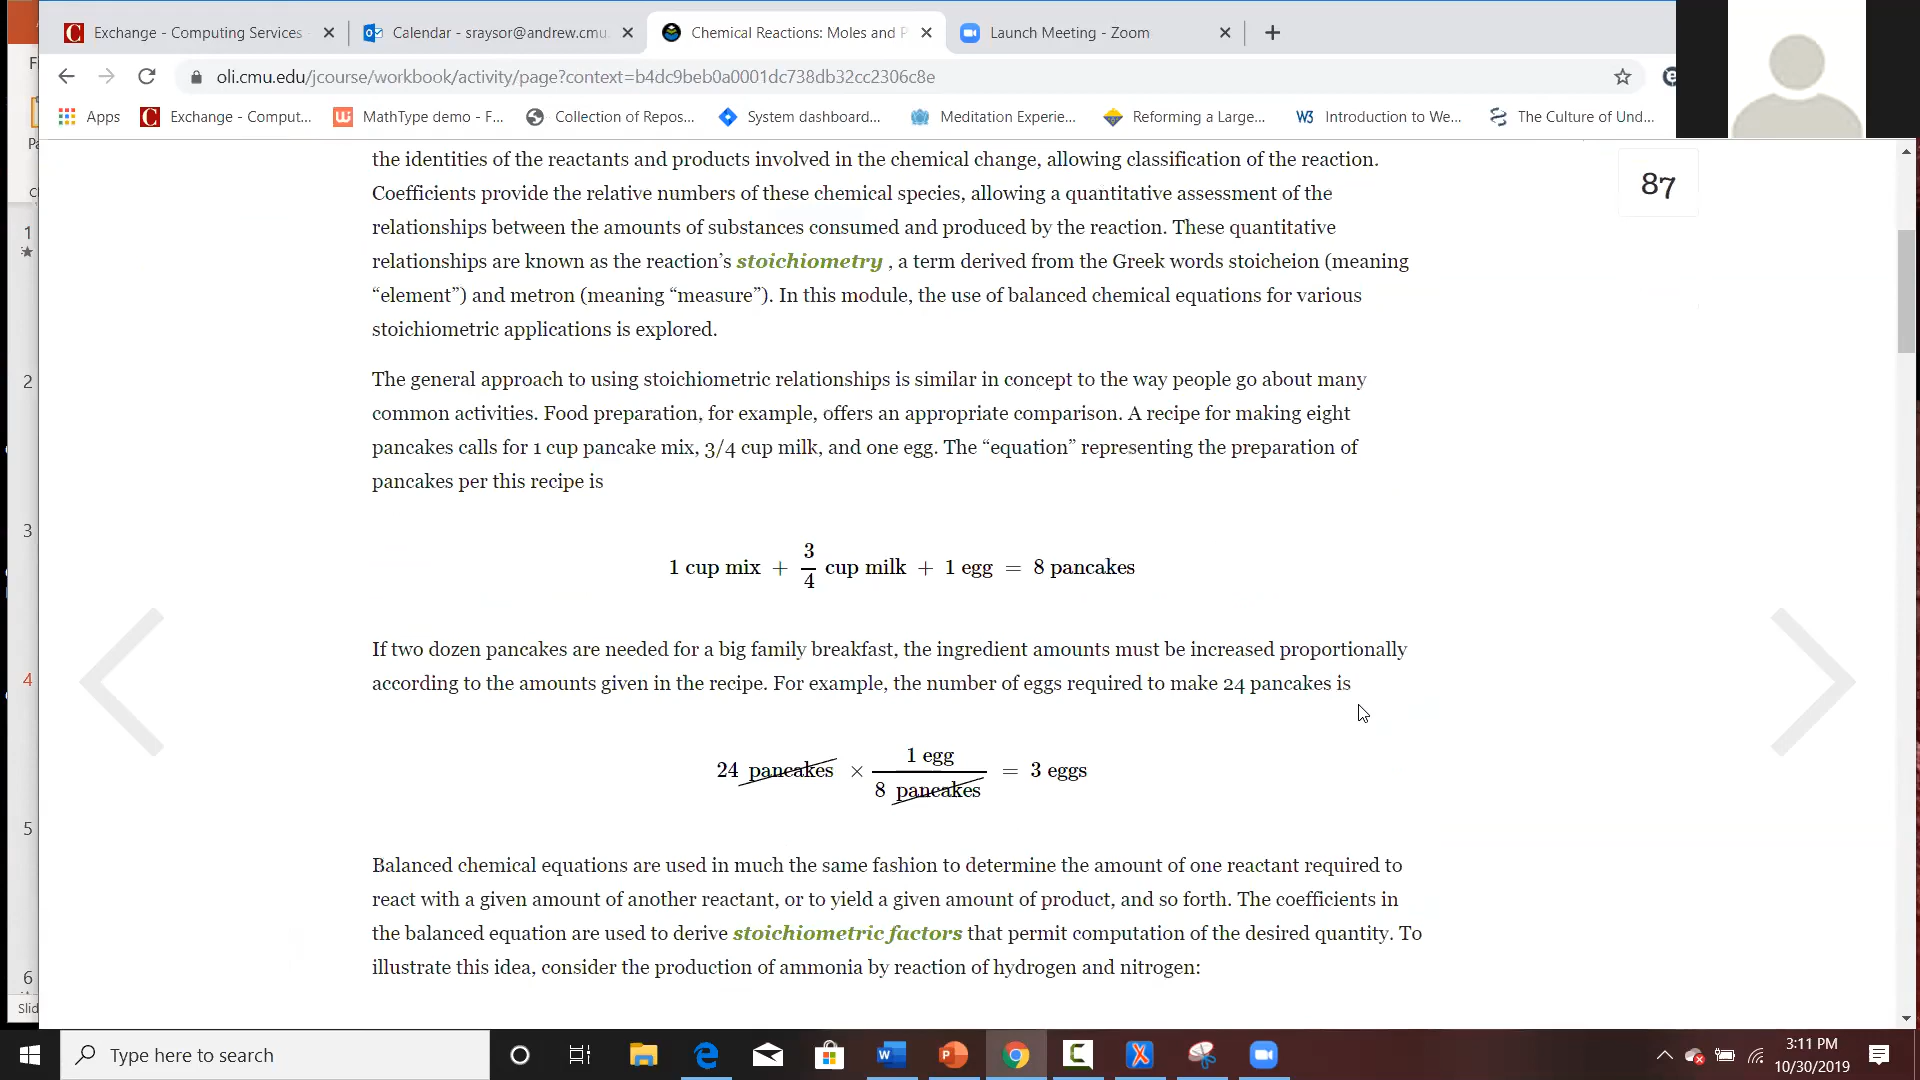 Exchange - Computing Services
Calendar - sraysor@andrew.cmu.
Chemical Reactions: Moles and P
Launch Meeting - Zoom
oli.cmu.edu/jcourse/workbook/activity/page?context=b4dc9beb0a0001dc738db32cc2306c8e
Apps
Exchange - Comput...
MathType demo - F...
Collection of Repos...
System dashboard...
Meditation Experie...
Reforming a Large...
W3 Introduction to We...
The Culture of Und...
the identities of the reactants and products involved in the chemical change, allowing classification of the reaction.
Coefficients provide the relative numbers of these chemical species, allowing a quantitative assessment of the
relationships between the amounts of substances consumed and produced by the reaction. These quantitative
relationships are known as the reaction’s stoichiometry , a term derived from the Greek words stoicheion (meaning
“element”) and metron (meaning “measure”). In this module, the use of balanced chemical equations for various
stoichiometric applications is explored.
87
The general approach to using stoichiometric relationships is similar in concept to the way people go about many
common activities. Food preparation, for example, offers an appropriate comparison. A recipe for making eight
pancakes calls for 1 cup pancake mix, 3/4 cup milk, and one egg. The “equation” representing the preparation of
pancakes per this recipe is
1 cup mix + 3/4 cup milk + 1 egg = 8 pancakes
If two dozen pancakes are needed for a big family breakfast, the ingredient amounts must be increased proportionally
according to the amounts given in the recipe. For example, the number of eggs required to make 24 pancakes is
24 pancakes × 1 egg / 8 pancakes = 3 eggs
Balanced chemical equations are used in much the same fashion to determine the amount of one reactant required to
react with a given amount of another reactant, or to yield a given amount of product, and so forth. The coefficients in
the balanced equation are used to derive stoichiometric factors that permit computation of the desired quantity. To
illustrate this idea, consider the production of ammonia by reaction of hydrogen and nitrogen:
1
2
3
4
5
6
Slid
Type here to search
3:11 PM
10/30/2019